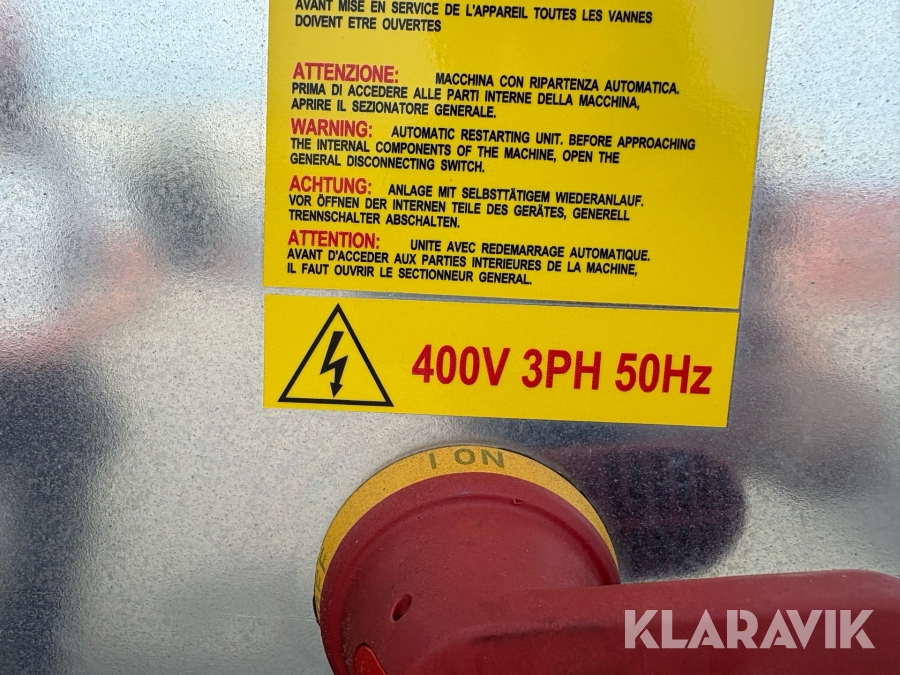 AVANT MISE EN SERVICE DE L'APPAREIL TOUTES LES VANNES
DOIVENT ETRE OUVERTES
ATTENZIONE: MACCHINA CON RIPARTENZA AUTOMATICA.
PRIMA DI ACCEDERE ALLE PARTI INTERNE DELLA MACCHINA,
APRIRE IL SEZIONATORE GENERALE.
WARNING: AUTOMATIC RESTARTING UNIT. BEFORE APPROACHING
THE INTERNAL COMPONENTS OF THE MACHINE, OPEN THE
GENERAL DISCONNECTING SWITCH.
ACHTUNG: ANLAGE MIT SELBSTTÄTIGEM WIEDERANLAUF.
VOR ÖFFNEN DER INTERNEN TEILE DES GERÄTES, GENERELL
TRENNSCHALTER ABSCHALTEN.
ATTENTION: UNITE AVEC REDEMARRAGE AUTOMATIQUE.
AVANT D'ACCEDER AUX PARTIES INTERIEURES DE LA MACHINE,
IL FAUT OUVRIR LE SECTIONNEUR GENERAL.
400V 3PH 50Hz
I ON
KLARAVIK